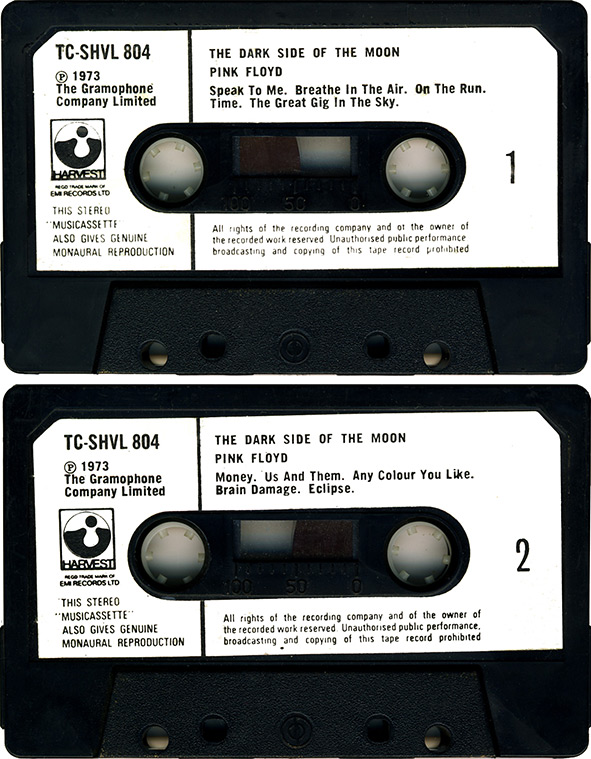 TC-SHVL 804
Ⓟ 1973
The Gramophone
Company Limited
HARVEST
REGD TRADE MARK OF
EMI RECORDS LTD
THIS STEREO
"MUSICASSETTE"
ALSO GIVES GENUINE
MONAURAL REPRODUCTION
THE DARK SIDE OF THE MOON
PINK FLOYD
Speak To Me. Breathe In The Air. On The Run.
Time. The Great Gig In The Sky.
100 50 0
1
All rights of the recording company and of the owner of
the recorded work reserved Unauthorised public performance
broadcasting and copying of this tape record prohibited
TC-SHVL 804
Ⓟ 1973
The Gramophone
Company Limited
HARVEST
REGD TRADE MARK OF
EMI RECORDS LTD
THIS STEREO
"MUSICASSETTE"
ALSO GIVES GENUINE
MONAURAL REPRODUCTION
THE DARK SIDE OF THE MOON
PINK FLOYD
Money. Us And Them. Any Colour You Like.
Brain Damage. Eclipse.
100 50 0
2
All rights of the recording company and of the owner of
the recorded work reserved. Unauthorised public performance,
broadcasting and copying of this tape record prohibited